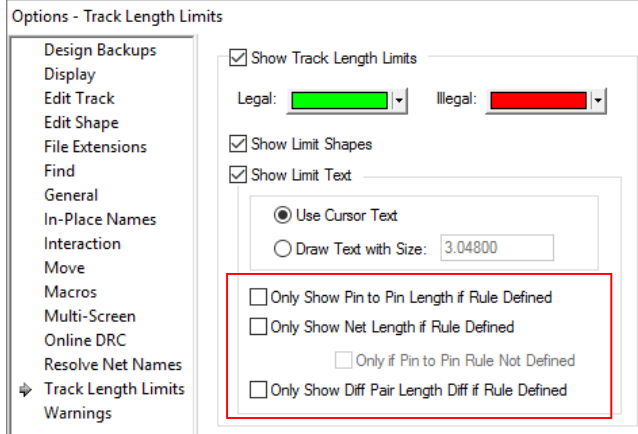 Options - Track Length Limits
Design Backups
Display
Edit Track
Edit Shape
File Extensions
Find
General
In-Place Names
Interaction
Move
Macros
Multi-Screen
Online DRC
Resolve Net Names
Track Length Limits
Warnings
Show Track Length Limits
Legal: Illegal:
Show Limit Shapes
Show Limit Text
Use Cursor Text
Draw Text with Size: 3.04800
Only Show Pin to Pin Length if Rule Defined
Only Show Net Length if Rule Defined
Only if Pin to Pin Rule Not Defined
Only Show Diff Pair Length Diff if Rule Defined